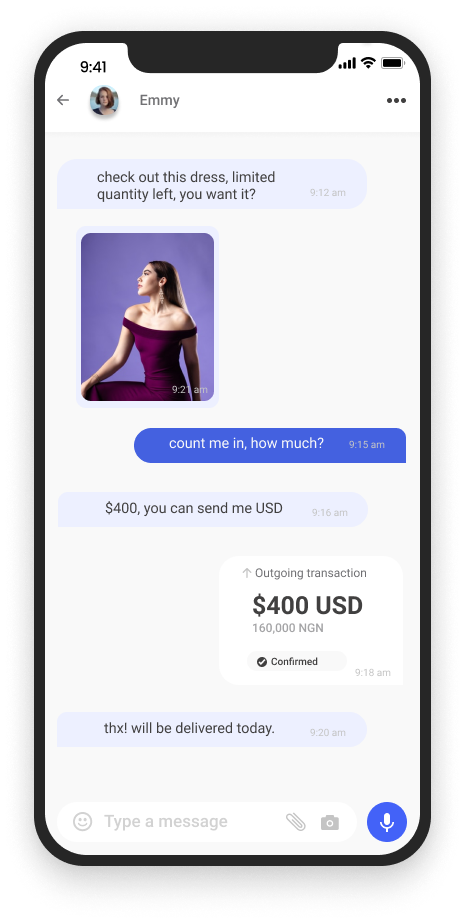 9:41
Emmy
check out this dress, limited
quantity left, you want it?
9:12 am
9:21 am
count me in, how much?
9:15 am
$400, you can send me USD
9:16 am
Outgoing transaction
$400 USD
160,000 NGN
Confirmed
9:18 am
thx! will be delivered today.
9:20 am
Type a message